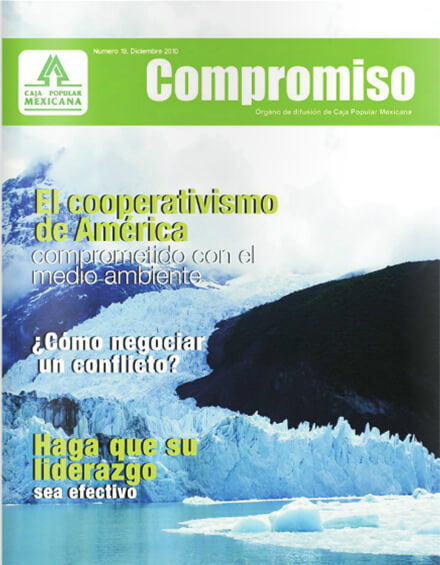 Numero 19, Diciembre 2010
CAJA POPULAR
MEXICANA
Compromiso
Órgano de difusión de Caja Popular Mexicana
El cooperativismo
de América
comprometido con el
medio ambiente
¿Cómo negociar
un conflicto?
Haga que su
liderazgo
sea efectivo